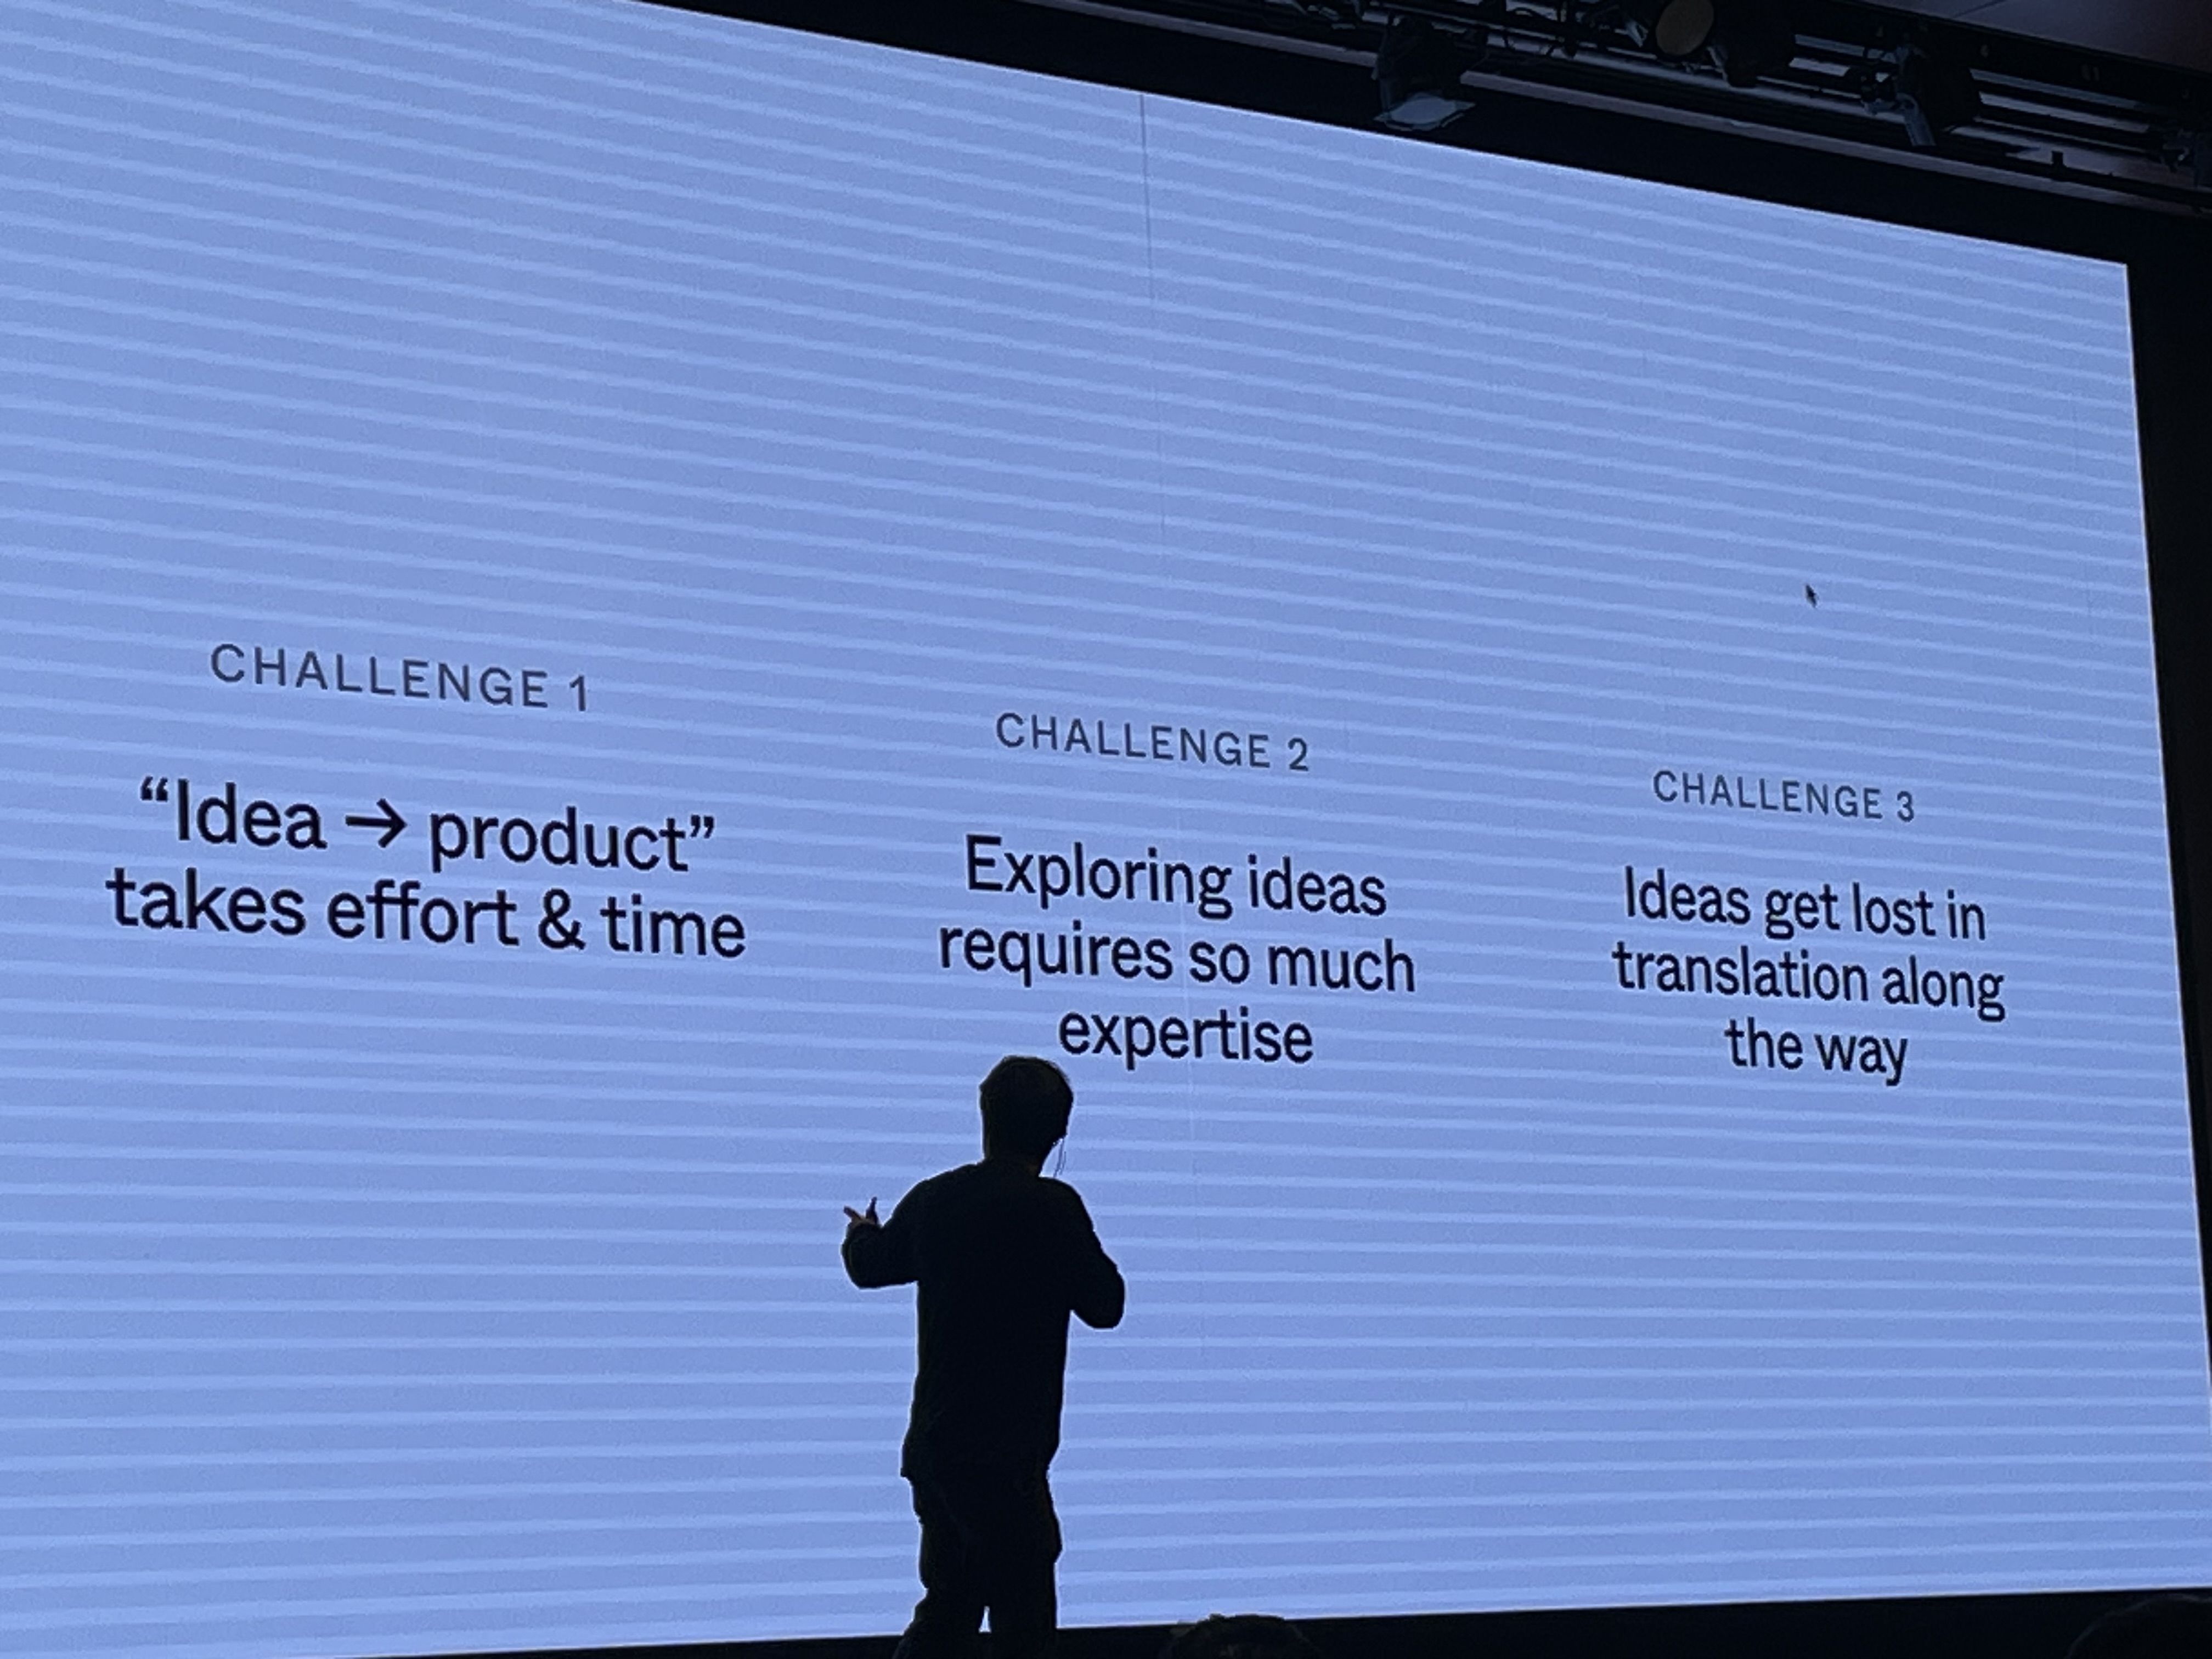 CHALLENGE 1
“Idea → product”
takes effort & time
CHALLENGE 2
Exploring ideas
requires so much
expertise
CHALLENGE 3
Ideas get lost in
translation along
the way